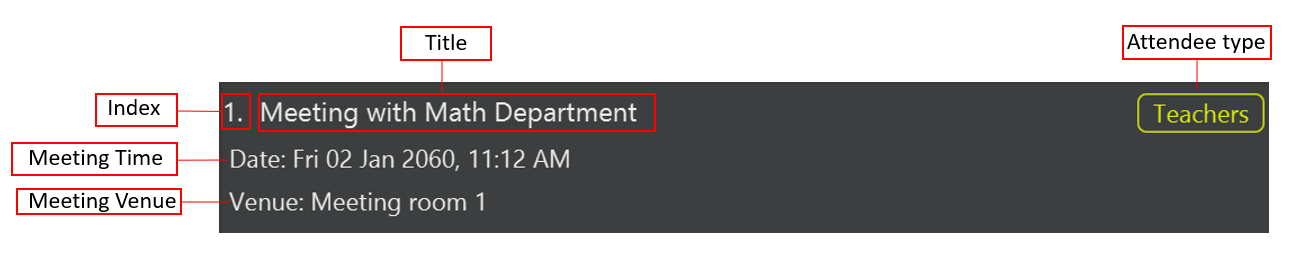 Title
Attendee type
Index
1. Meeting with Math Department
Teachers
Meeting Time
Date: Fri 02 Jan 2060, 11:12 AM
Meeting Venue
Venue: Meeting room 1